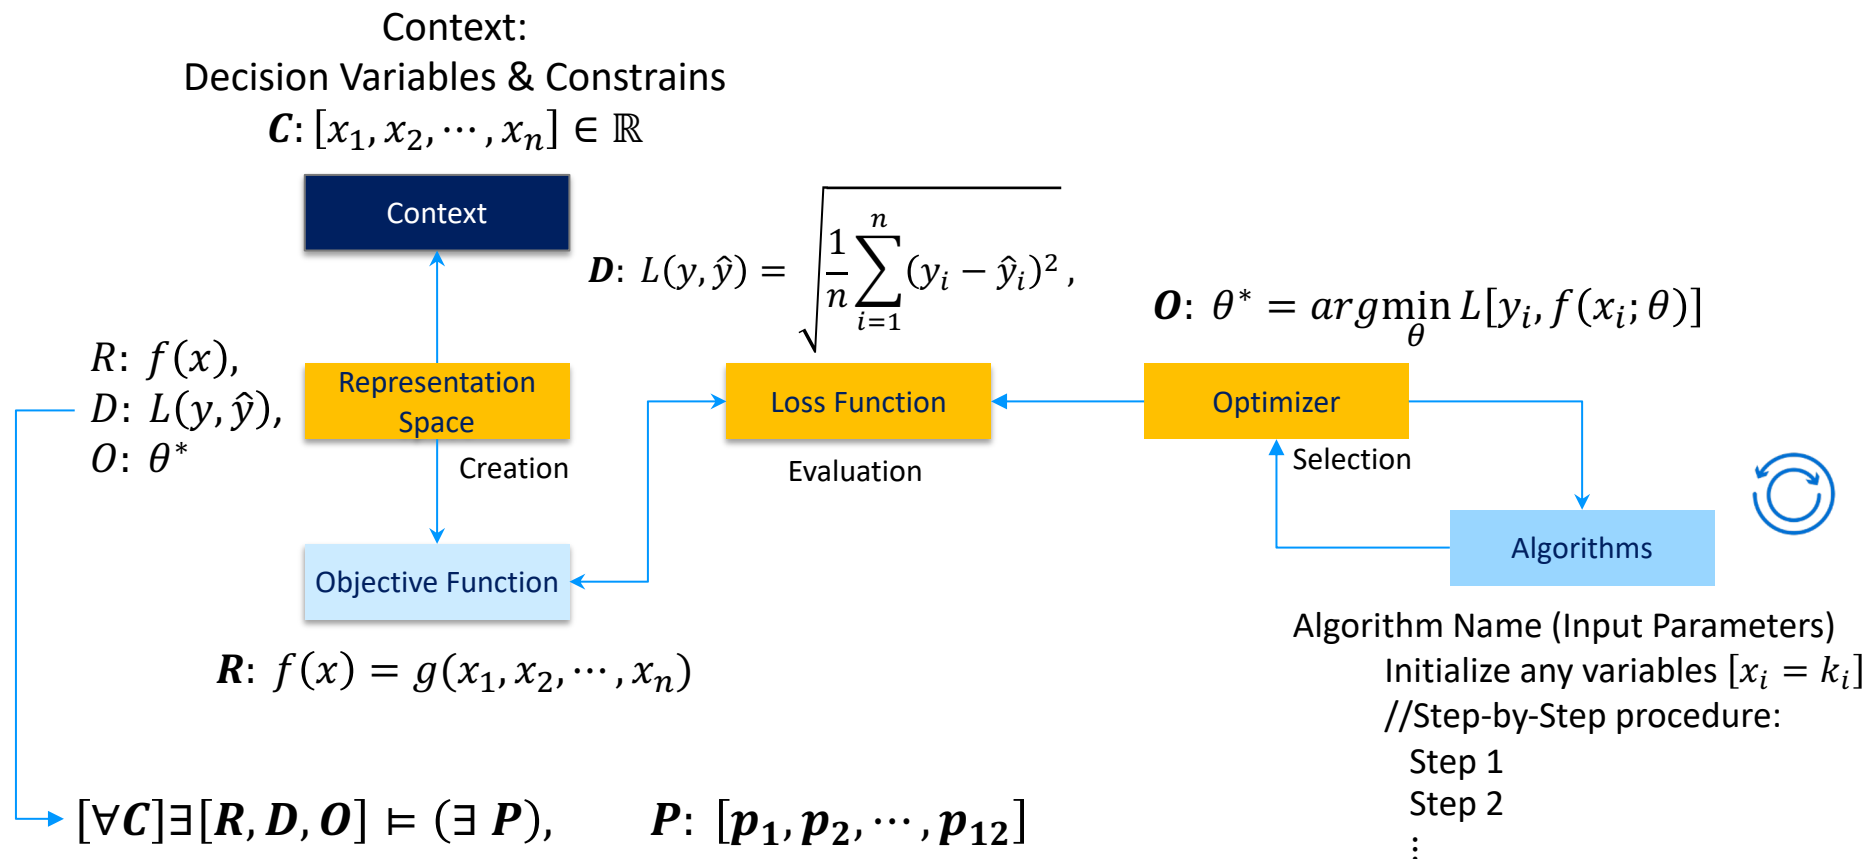 Context:
Decision Variables & Constrains
C: [x₁, x₂, ⋯, xₙ] ∈ ℝ
Context
D: L(y, ŷ) = √(1/n ∑ᵢ₌₁ⁿ (yᵢ − ŷᵢ)²),
O: θ* = argmin_θ L[yᵢ, f(xᵢ; θ)]
R: f(x),
D: L(y, ŷ),
O: θ*
Representation
Space
Loss Function
Optimizer
Creation
Evaluation
Selection
Objective Function
Algorithms
R: f(x) = g(x₁, x₂, ⋯, xₙ)
Algorithm Name (Input Parameters)
Initialize any variables [xᵢ = kᵢ]
//Step-by-Step procedure:
Step 1
Step 2
⋮
[∀C]∃[R, D, O] ⊨ (∃ P), P: [p₁, p₂, ⋯, p₁₂]